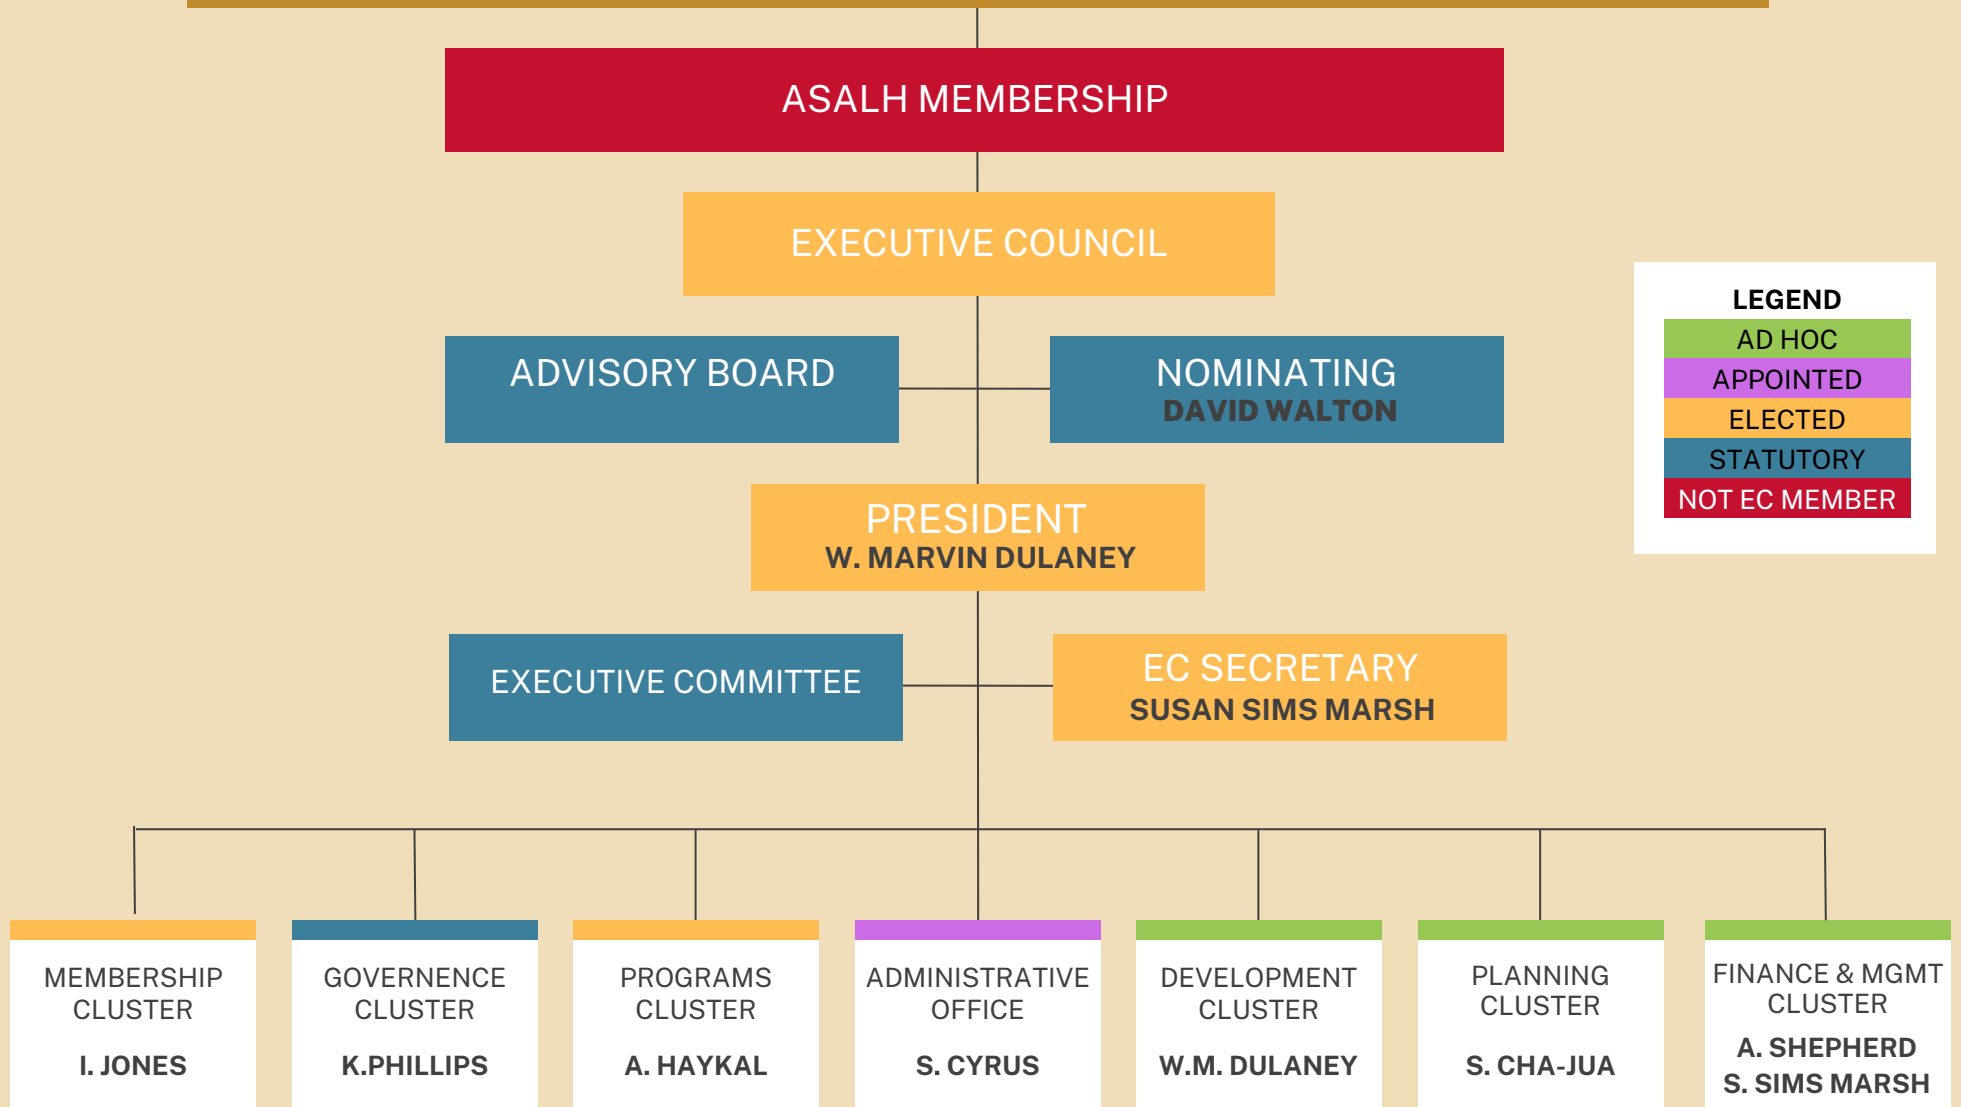 ASALH MEMBERSHIP
EXECUTIVE COUNCIL
LEGEND
AD HOC
APPOINTED
ELECTED
STATUTORY
NOT EC MEMBER
ADVISORY BOARD
NOMINATING
DAVID WALTON
PRESIDENT
W. MARVIN DULANEY
EXECUTIVE COMMITTEE
EC SECRETARY
SUSAN SIMS MARSH
MEMBERSHIP
CLUSTER
I. JONES
GOVERNENCE
CLUSTER
K.PHILLIPS
PROGRAMS
CLUSTER
A. HAYKAL
ADMINISTRATIVE
OFFICE
S. CYRUS
DEVELOPMENT
CLUSTER
W.M. DULANEY
PLANNING
CLUSTER
S. CHA-JUA
FINANCE & MGMT
CLUSTER
A. SHEPHERD
S. SIMS MARSH